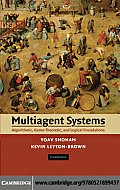 Multiagent Systems
Algorithmic, Game-Theoretic, and Logical Foundations
YOAV SHOHAM
KEVIN LEYTON-BROWN
CAMBRIDGE
www.cambridge.org/9780521899437